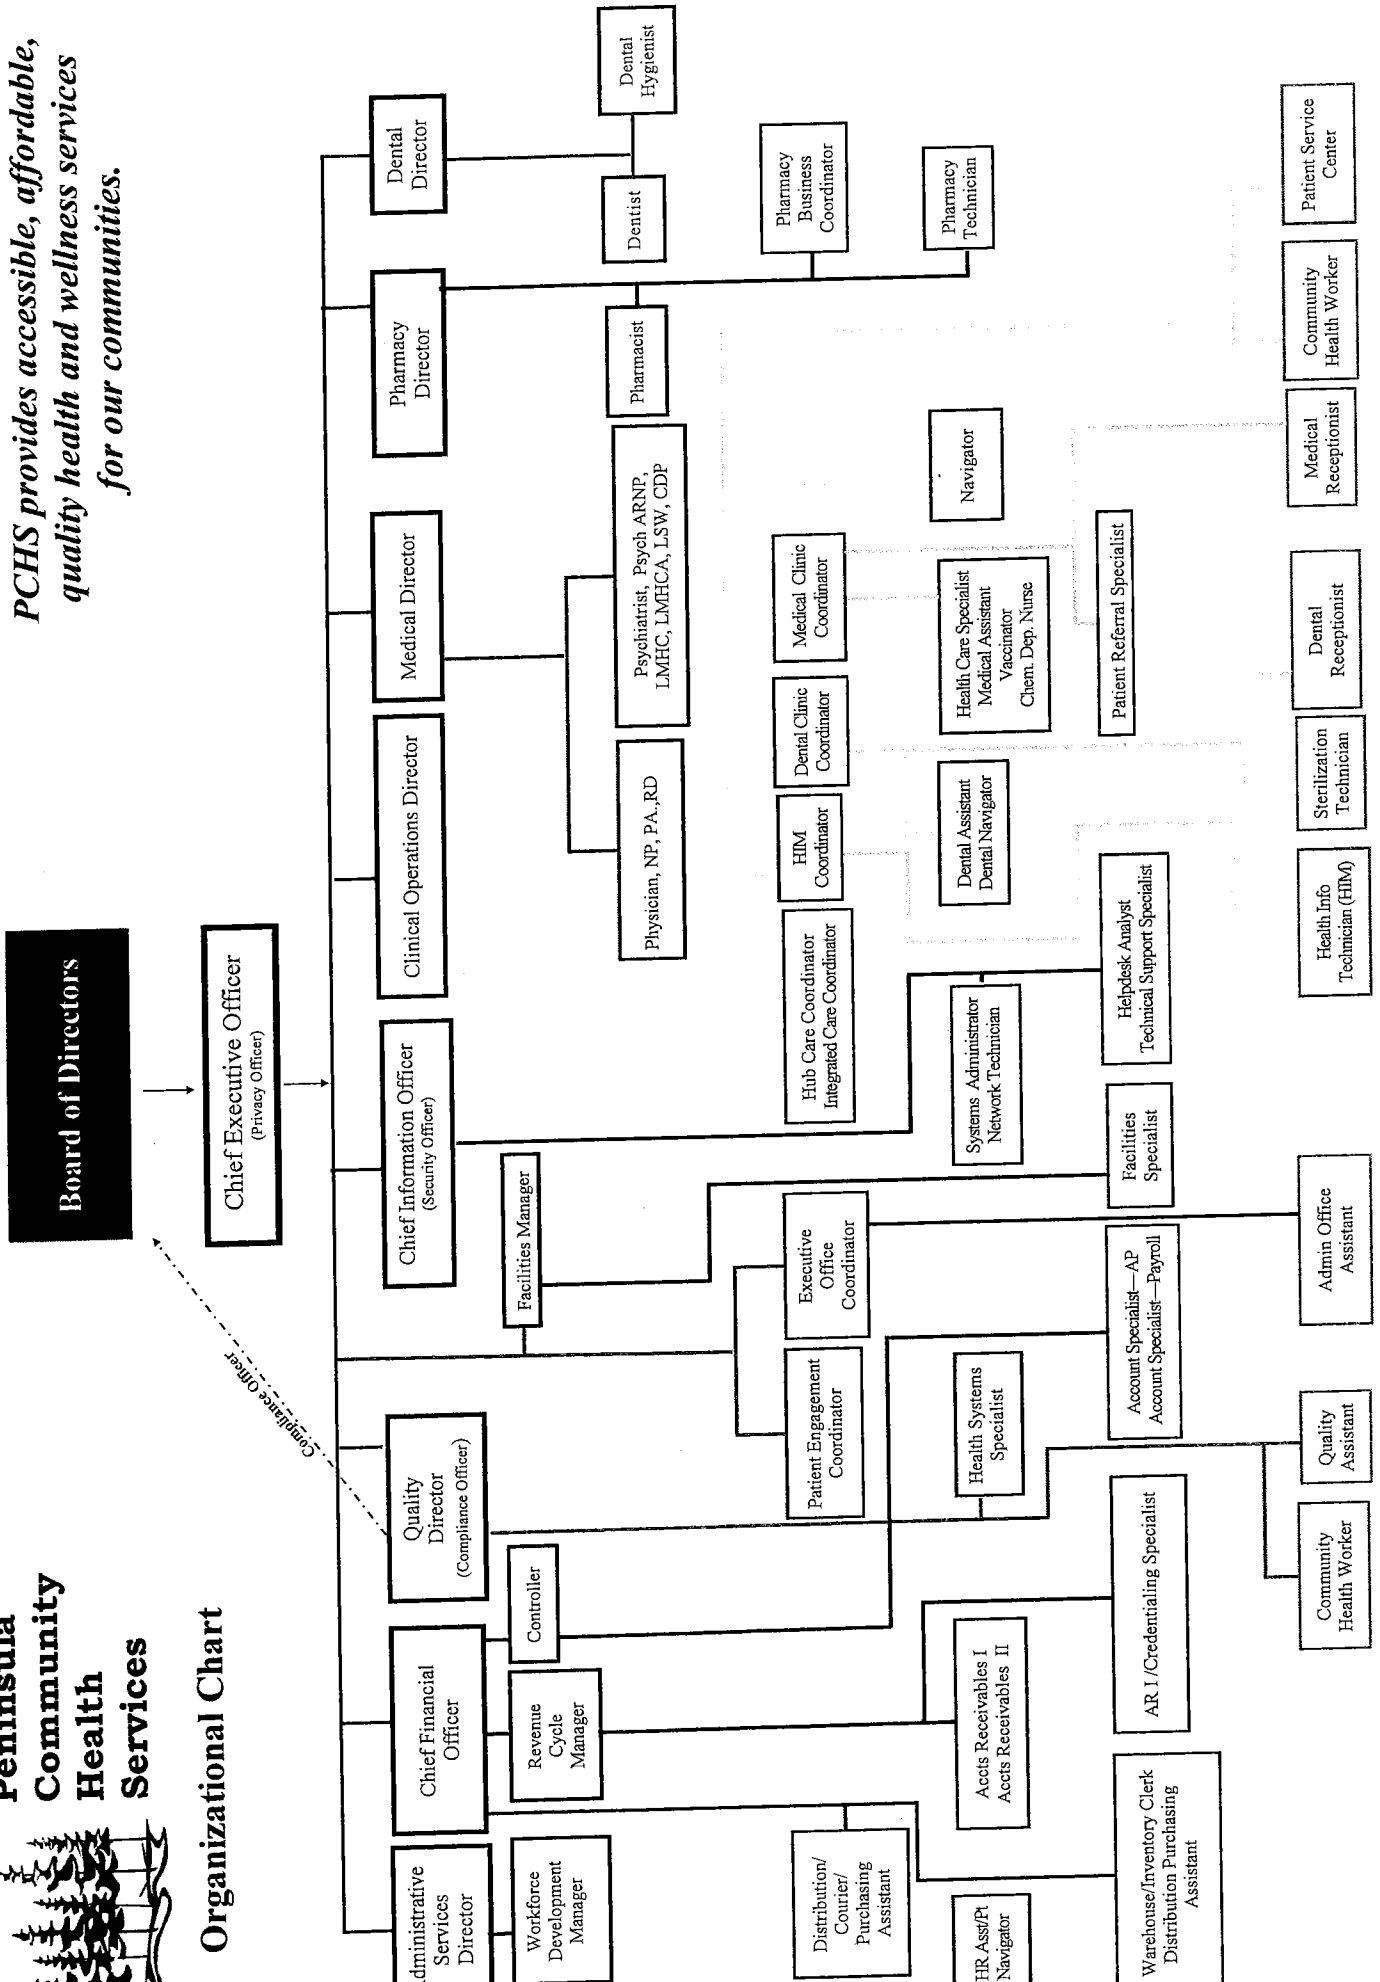 Peninsula
Community
Health
Services
Organizational Chart
PCHS provides accessible, affordable,
quality health and wellness services
for our communities.
Board of Directors
Chief Executive Officer
(Privacy Officer)
Compliance Officer
Administrative
Services
Director
Chief Financial
Officer
Quality
Director
(Compliance Officer)
Chief Information Officer
(Security Officer)
Clinical Operations Director
Medical Director
Pharmacy
Director
Dental
Director
Workforce
Development
Manager
Revenue
Cycle
Manager
Controller
Facilities Manager
Physician, NP, PA.,RD
Psychiatrist, Psych ARNP,
LMHC, LMHCA, LSW, CDP
Pharmacist
Dentist
Dental
Hygienist
Distribution/
Courier/
Purchasing
Assistant
Patient Engagement
Coordinator
Executive
Office
Coordinator
Hub Care Coordinator
Integrated Care Coordinator
HIM
Coordinator
Dental Clinic
Coordinator
Medical Clinic
Coordinator
Pharmacy
Business
Coordinator
HR Asst/Pt
Navigator
Accts Receivables I
Accts Receivables II
Health Systems
Specialist
Systems Administrator
Network Technician
Dental Assistant
Dental Navigator
Health Care Specialist
Medical Assistant
Vaccinator
Chem. Dep. Nurse
Navigator
Pharmacy
Technician
Warehouse/Inventory Clerk
Distribution Purchasing
Assistant
AR I /Credentialing Specialist
Account Specialist—AP
Account Specialist—Payroll
Facilities
Specialist
Helpdesk Analyst
Technical Support Specialist
Patient Referral Specialist
Community
Health Worker
Quality
Assistant
Admin Office
Assistant
Health Info
Technician (HIM)
Sterilization
Technician
Dental
Receptionist
Medical
Receptionist
Community
Health Worker
Patient Service
Center